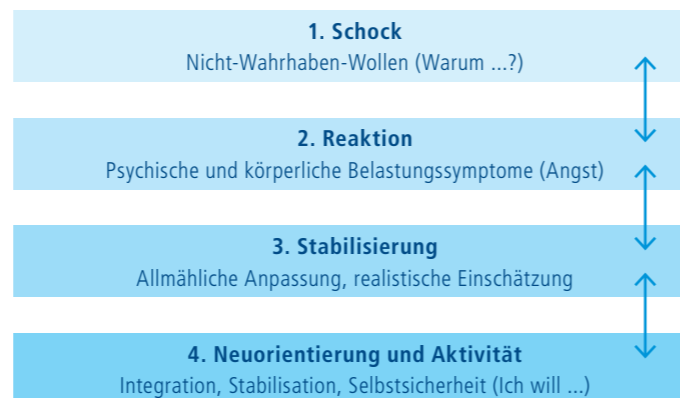 1. Schock
Nicht-Wahrhaben-Wollen (Warum ...?)
2. Reaktion
Psychische und körperliche Belastungssymptome (Angst)
3. Stabilisierung
Allmähliche Anpassung, realistische Einschätzung
4. Neuorientierung und Aktivität
Integration, Stabilisation, Selbstsicherheit (Ich will ...)